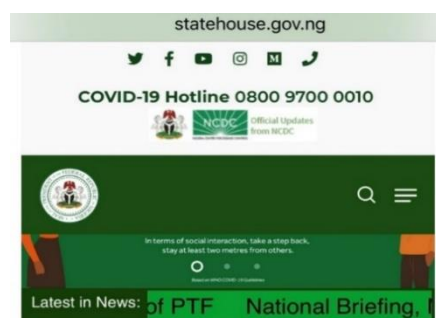 statehouse.gov.ng
COVID-19 Hotline 0800 9700 0010
NCDC
Official Updates
from NCDC
In terms of social interaction, take a step back,
stay at least two metres from others.
Latest in News: of PTF National Briefing,